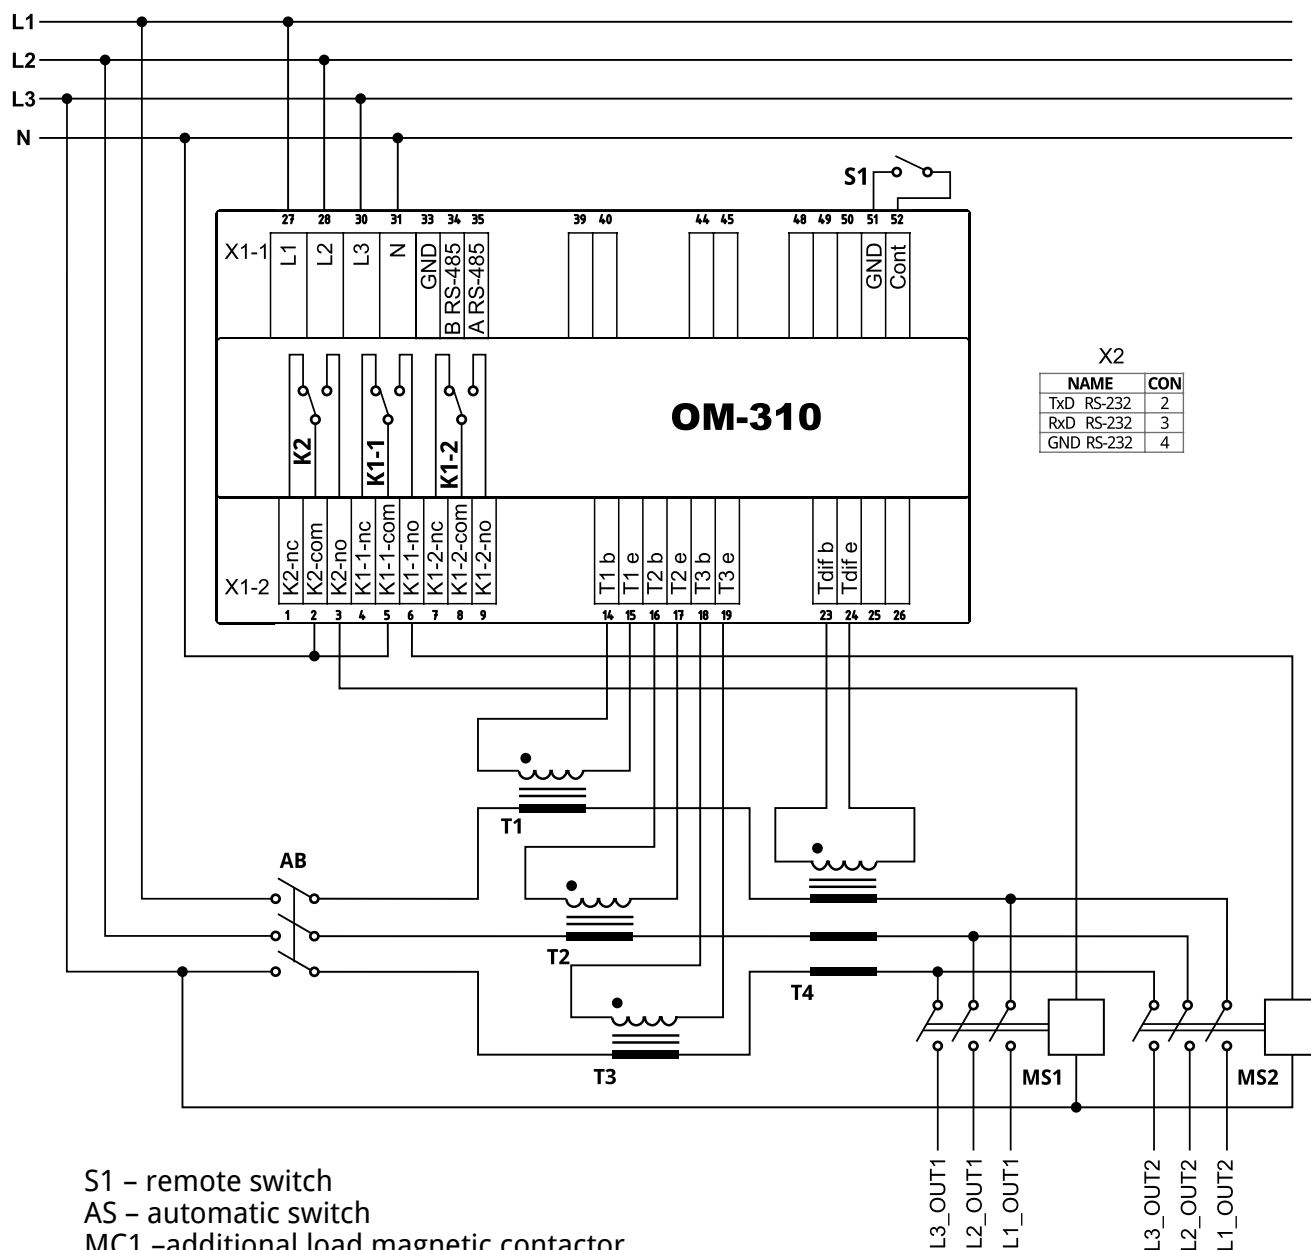 L1
L2
L3
N
S1
27 28 30 31 33 34 35 39 40 44 45 48 49 50 51 52
X1-1 L1 L2 L3 N GND B RS-485 A RS-485 GND Cont
K2 K1-1 K1-2
OM-310
X2
NAME CON
TxD RS-232 2
RxD RS-232 3
GND RS-232 4
X1-2 K2-nc K2-com K2-no K1-1-nc K1-1-com K1-1-no K1-2-nc K1-2-com K1-2-no T1 b T1 e T2 b T2 e T3 b T3 e Tdif b Tdif e
1 2 3 4 5 6 7 8 9 14 15 16 17 18 19 23 24 25 26
T1
AB
T2
T4
T3
MS1 MS2
L3_OUT1 L2_OUT1 L1_OUT1 L3_OUT2 L2_OUT2 L1_OUT2
S1 – remote switch
AS – automatic switch
MC1 –additional load magnetic contactor